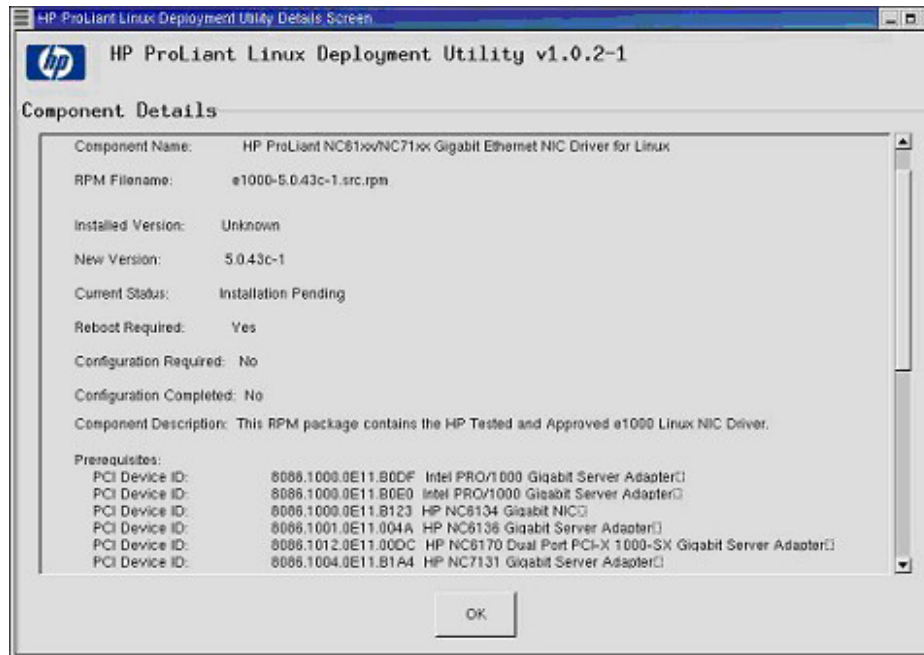 HP ProLiant Linux Deployment Utility Details Screen
hp
HP ProLiant Linux Deployment Utility v1.0.2-1
Component Details
Component Name: HP ProLiant NC61xx/NC71xx Gigabit Ethernet NIC Driver for Linux
RPM Filename: e1000-5.0.43c-1.src.rpm
Installed Version: Unknown
New Version: 5.0.43c-1
Current Status: Installation Pending
Reboot Required: Yes
Configuration Required: No
Configuration Completed: No
Component Description: This RPM package contains the HP Tested and Approved e1000 Linux NIC Driver.
Prerequisites:
PCI Device ID: 8086.1000.0E11.B0DF Intel PRO/1000 Gigabit Server Adapter□
PCI Device ID: 8086.1000.0E11.B0E0 Intel PRO/1000 Gigabit Server Adapter□
PCI Device ID: 8086.1000.0E11.B123 HP NC6134 Gigabit NIC□
PCI Device ID: 8086.1001.0E11.004A HP NC6136 Gigabit Server Adapter□
PCI Device ID: 8086.1012.0E11.00DC HP NC6170 Dual Port PCI-X 1000-SX Gigabit Server Adapter□
PCI Device ID: 8086.1004.0E11.B1A4 HP NC7131 Gigabit Server Adapter□
OK